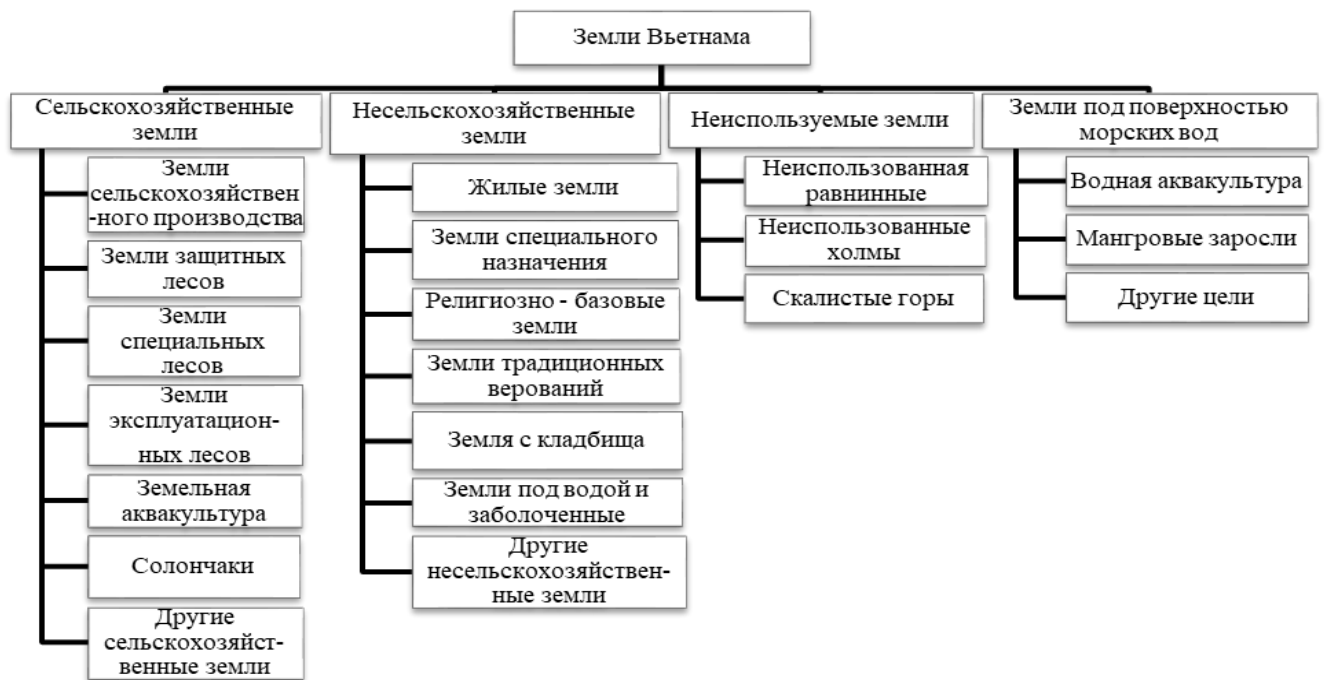 Земли Вьетнама
Сельскохозяйственные
земли
Земли
сельскохозяйствен
-ного производства
Земли защитных
лесов
Земли
специальных
лесов
Земли
эксплуатацион-
ных лесов
Земельная
аквакультура
Солончаки
Другие
сельскохозяйст-
венные земли
Несельскохозяйственные
земли
Жилые земли
Земли специального
назначения
Религиозно - базовые
земли
Земли традиционных
верований
Земля с кладбища
Земли под водой и
заболоченные
Другие
несельскохозяйствен-
ные земли
Неиспользуемые земли
Неиспользованная
равнинные
Неиспользованные
холмы
Скалистые горы
Земли под поверхностью
морских вод
Водная аквакультура
Мангровые заросли
Другие цели